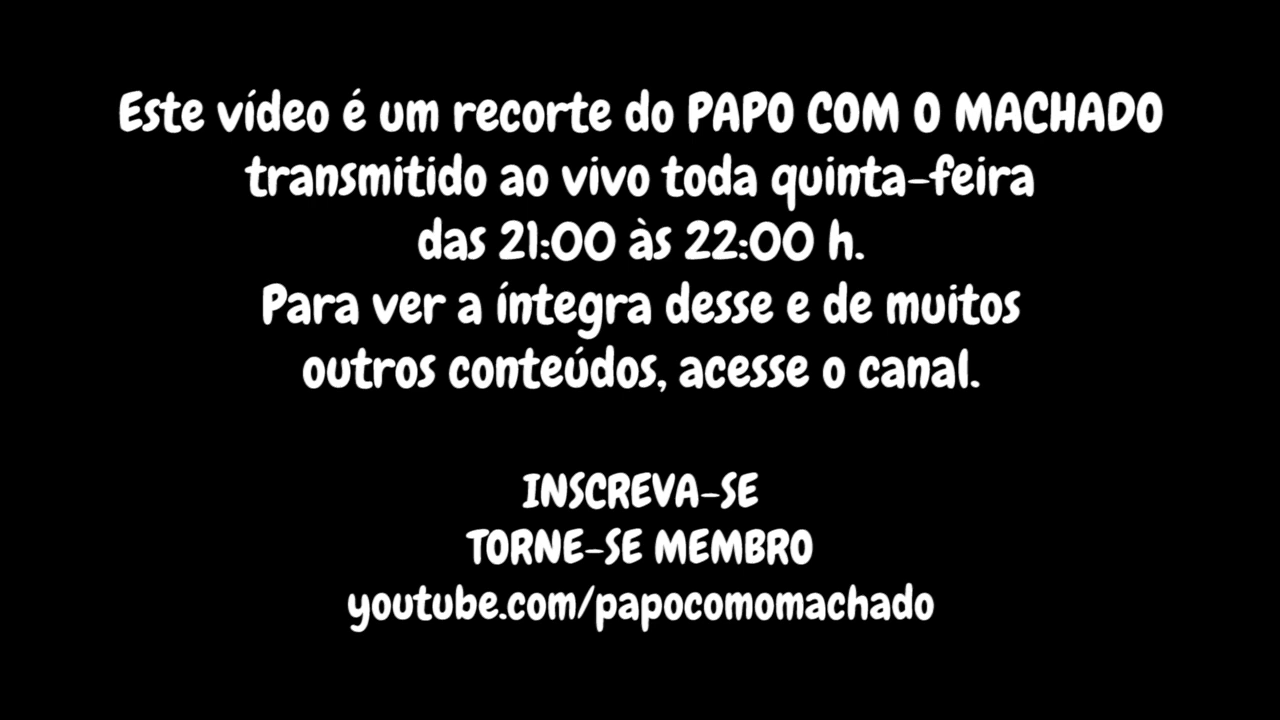 Este vídeo é um recorte do PAPO COM O MACHADO
transmitido ao vivo toda quinta-feira
das 21:00 às 22:00 h.
Para ver a íntegra desse e de muitos
outros conteúdos, acesse o canal.
INSCREVA-SE
TORNE-SE MEMBRO
youtube.com/papocomomachado